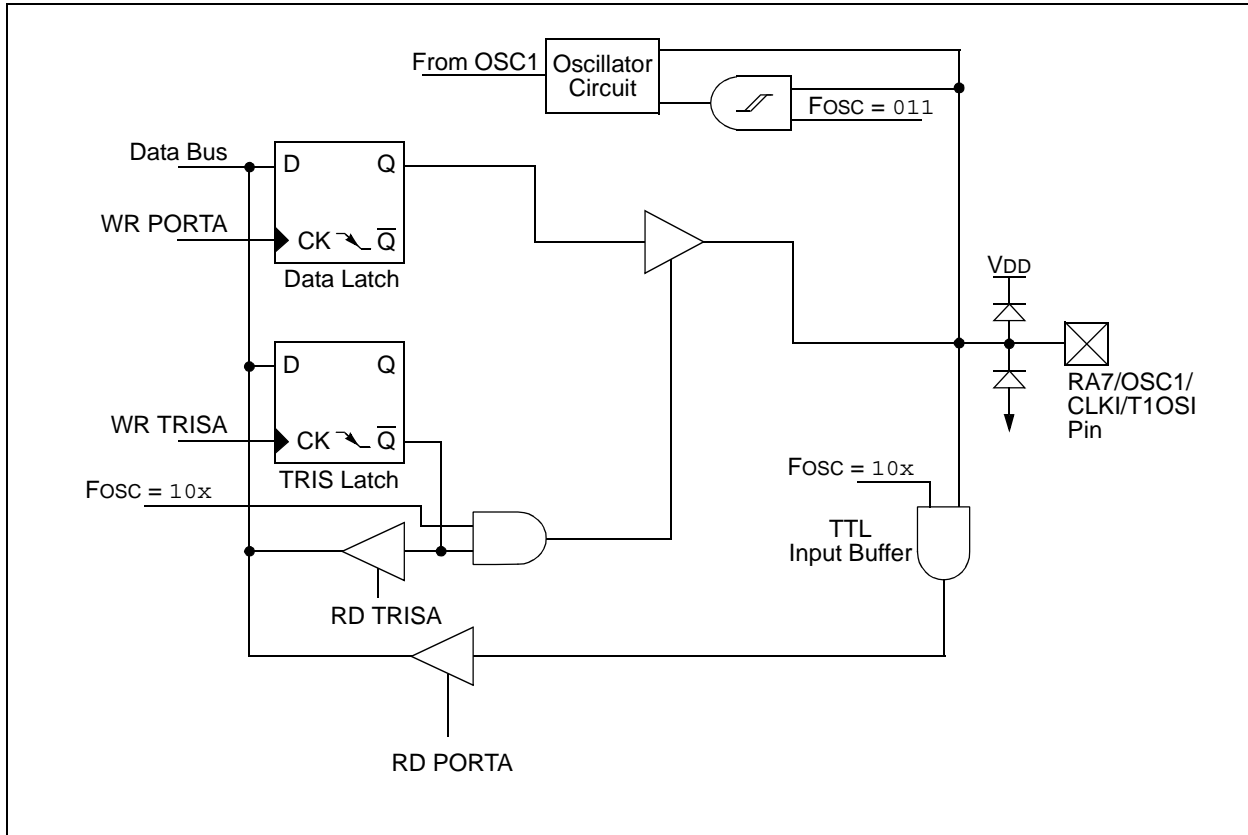 From OSC1
Oscillator
Circuit
FOSC = 011
Data Bus
D
Q
WR PORTA
CK
Q̅
Data Latch
VDD
D
Q
RA7/OSC1/
CLKI/T1OSI
Pin
WR TRISA
CK
Q̅
TRIS Latch
FOSC = 10x
FOSC = 10x
TTL
Input Buffer
RD TRISA
RD PORTA